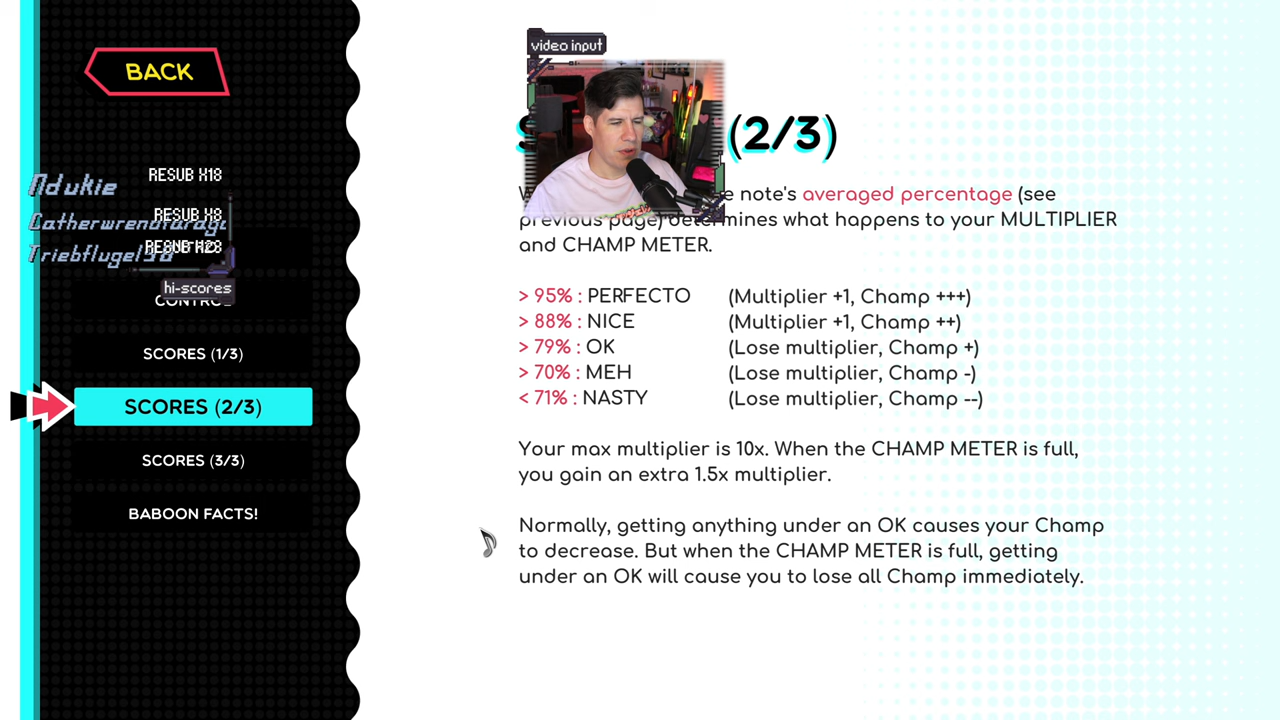 BACK
video input
(2/3)
RESUB X18
Ndukie
RESUB X8
Triebflugel98
hi-scores
SCORES (1/3)
SCORES (2/3)
SCORES (3/3)
BABOON FACTS!
note's averaged percentage (see
previous page) determines what happens to your MULTIPLIER
and CHAMP METER.
> 95% : PERFECTO (Multiplier +1, Champ +++)
> 88% : NICE (Multiplier +1, Champ ++)
> 79% : OK (Lose multiplier, Champ +)
> 70% : MEH (Lose multiplier, Champ -)
< 71% : NASTY (Lose multiplier, Champ --)
Your max multiplier is 10x. When the CHAMP METER is full,
you gain an extra 1.5x multiplier.
Normally, getting anything under an OK causes your Champ
to decrease. But when the CHAMP METER is full, getting
under an OK will cause you to lose all Champ immediately.